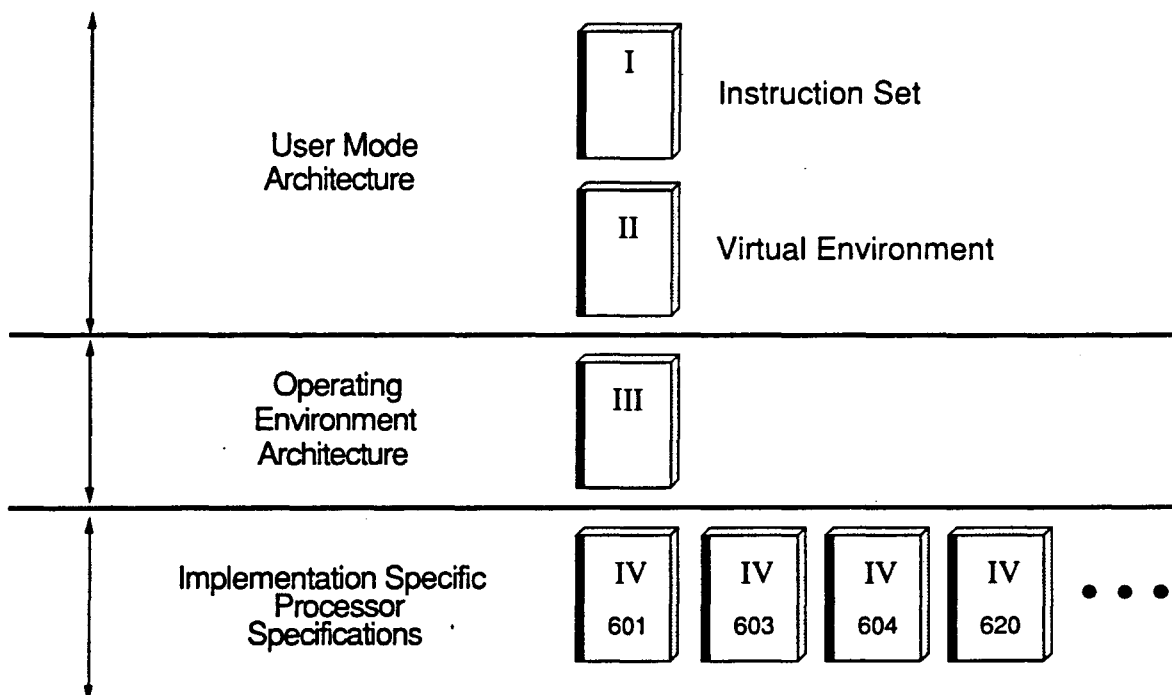 I
Instruction Set
User Mode
Architecture
II
Virtual Environment
Operating
Environment
Architecture
III
Implementation Specific
Processor
Specifications
IV
601
IV
603
IV
604
IV
620